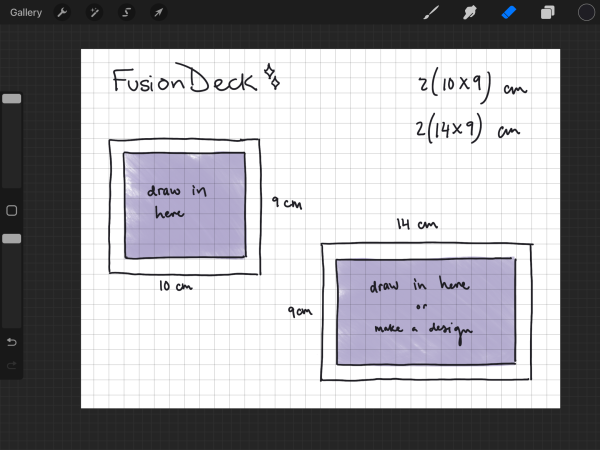 Gallery
FusionDeck
2(10×9) cm
2(14×9) cm
draw in
here
9 cm
10 cm
14 cm
9cm
draw in here
or
make a design